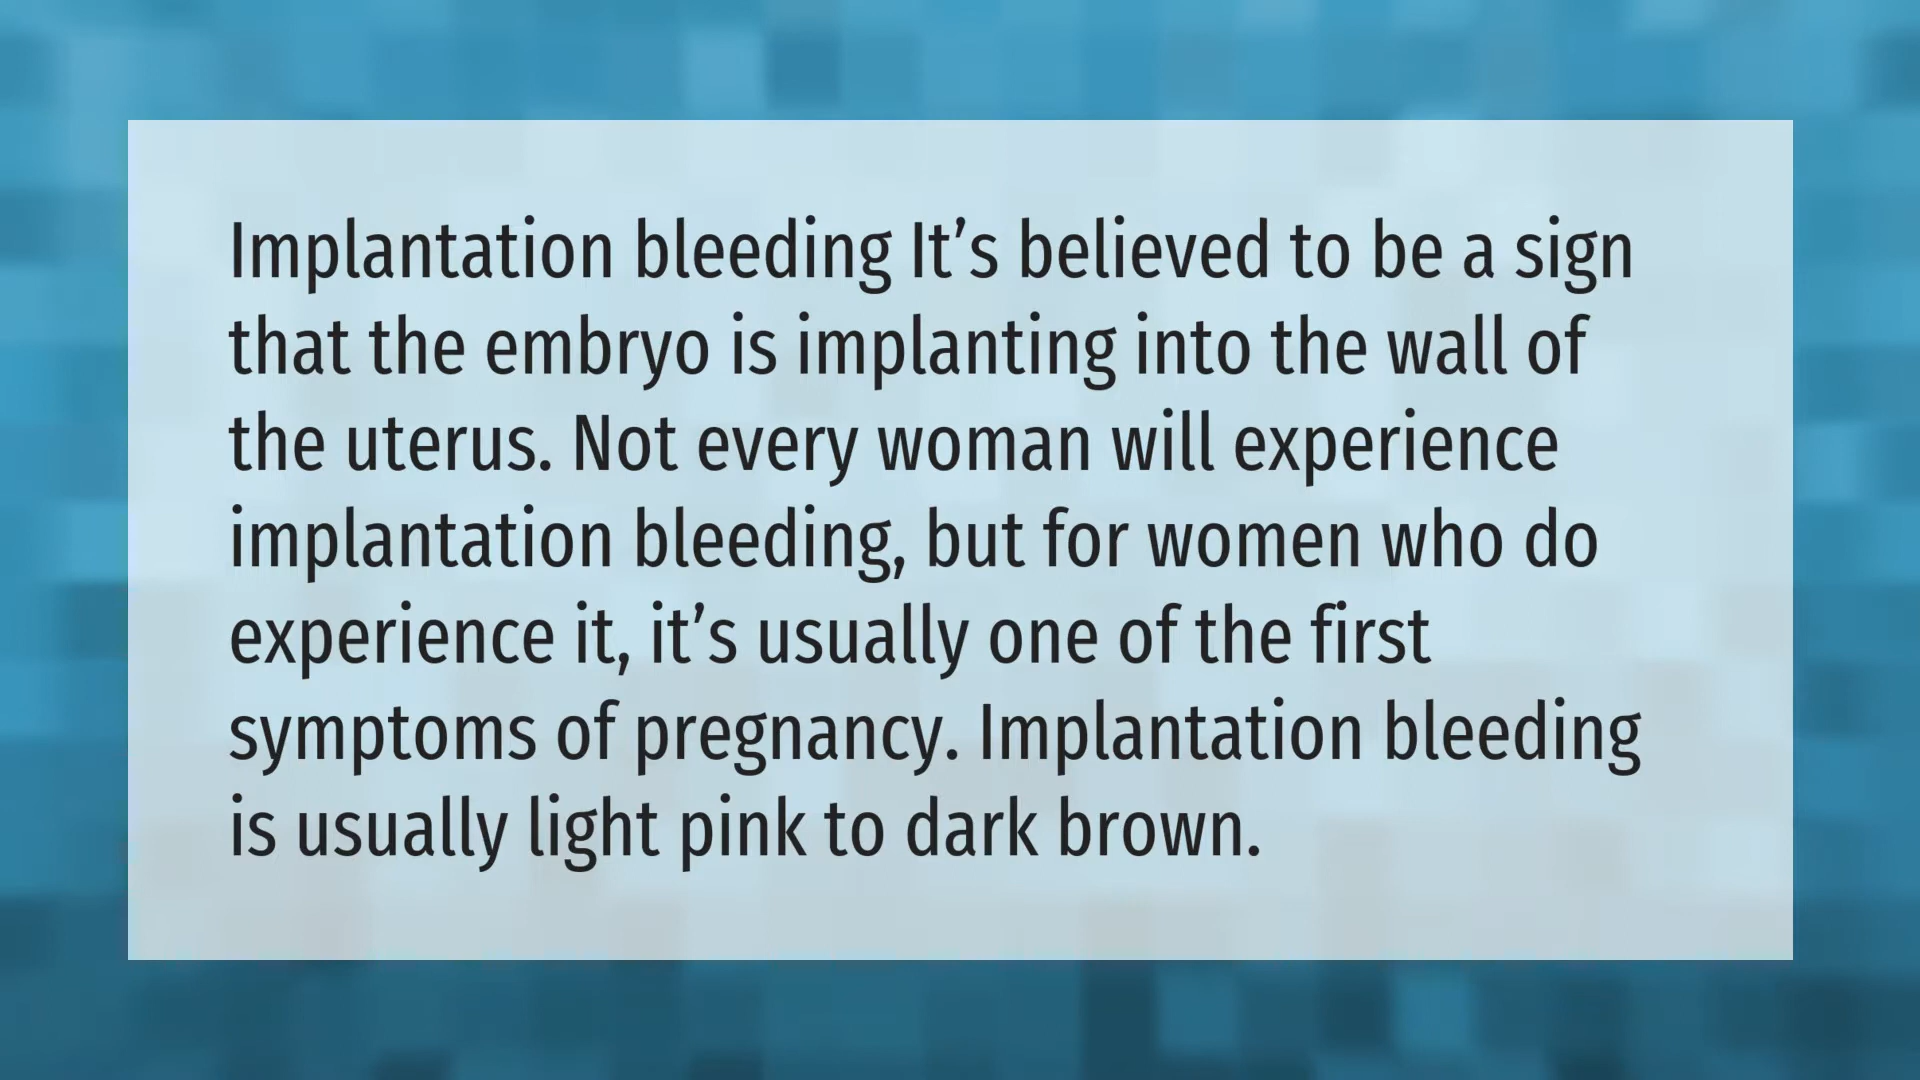 Implantation bleeding It’s believed to be a sign
that the embryo is implanting into the wall of
the uterus. Not every woman will experience
implantation bleeding, but for women who do
experience it, it’s usually one of the first
symptoms of pregnancy. Implantation bleeding
is usually light pink to dark brown.